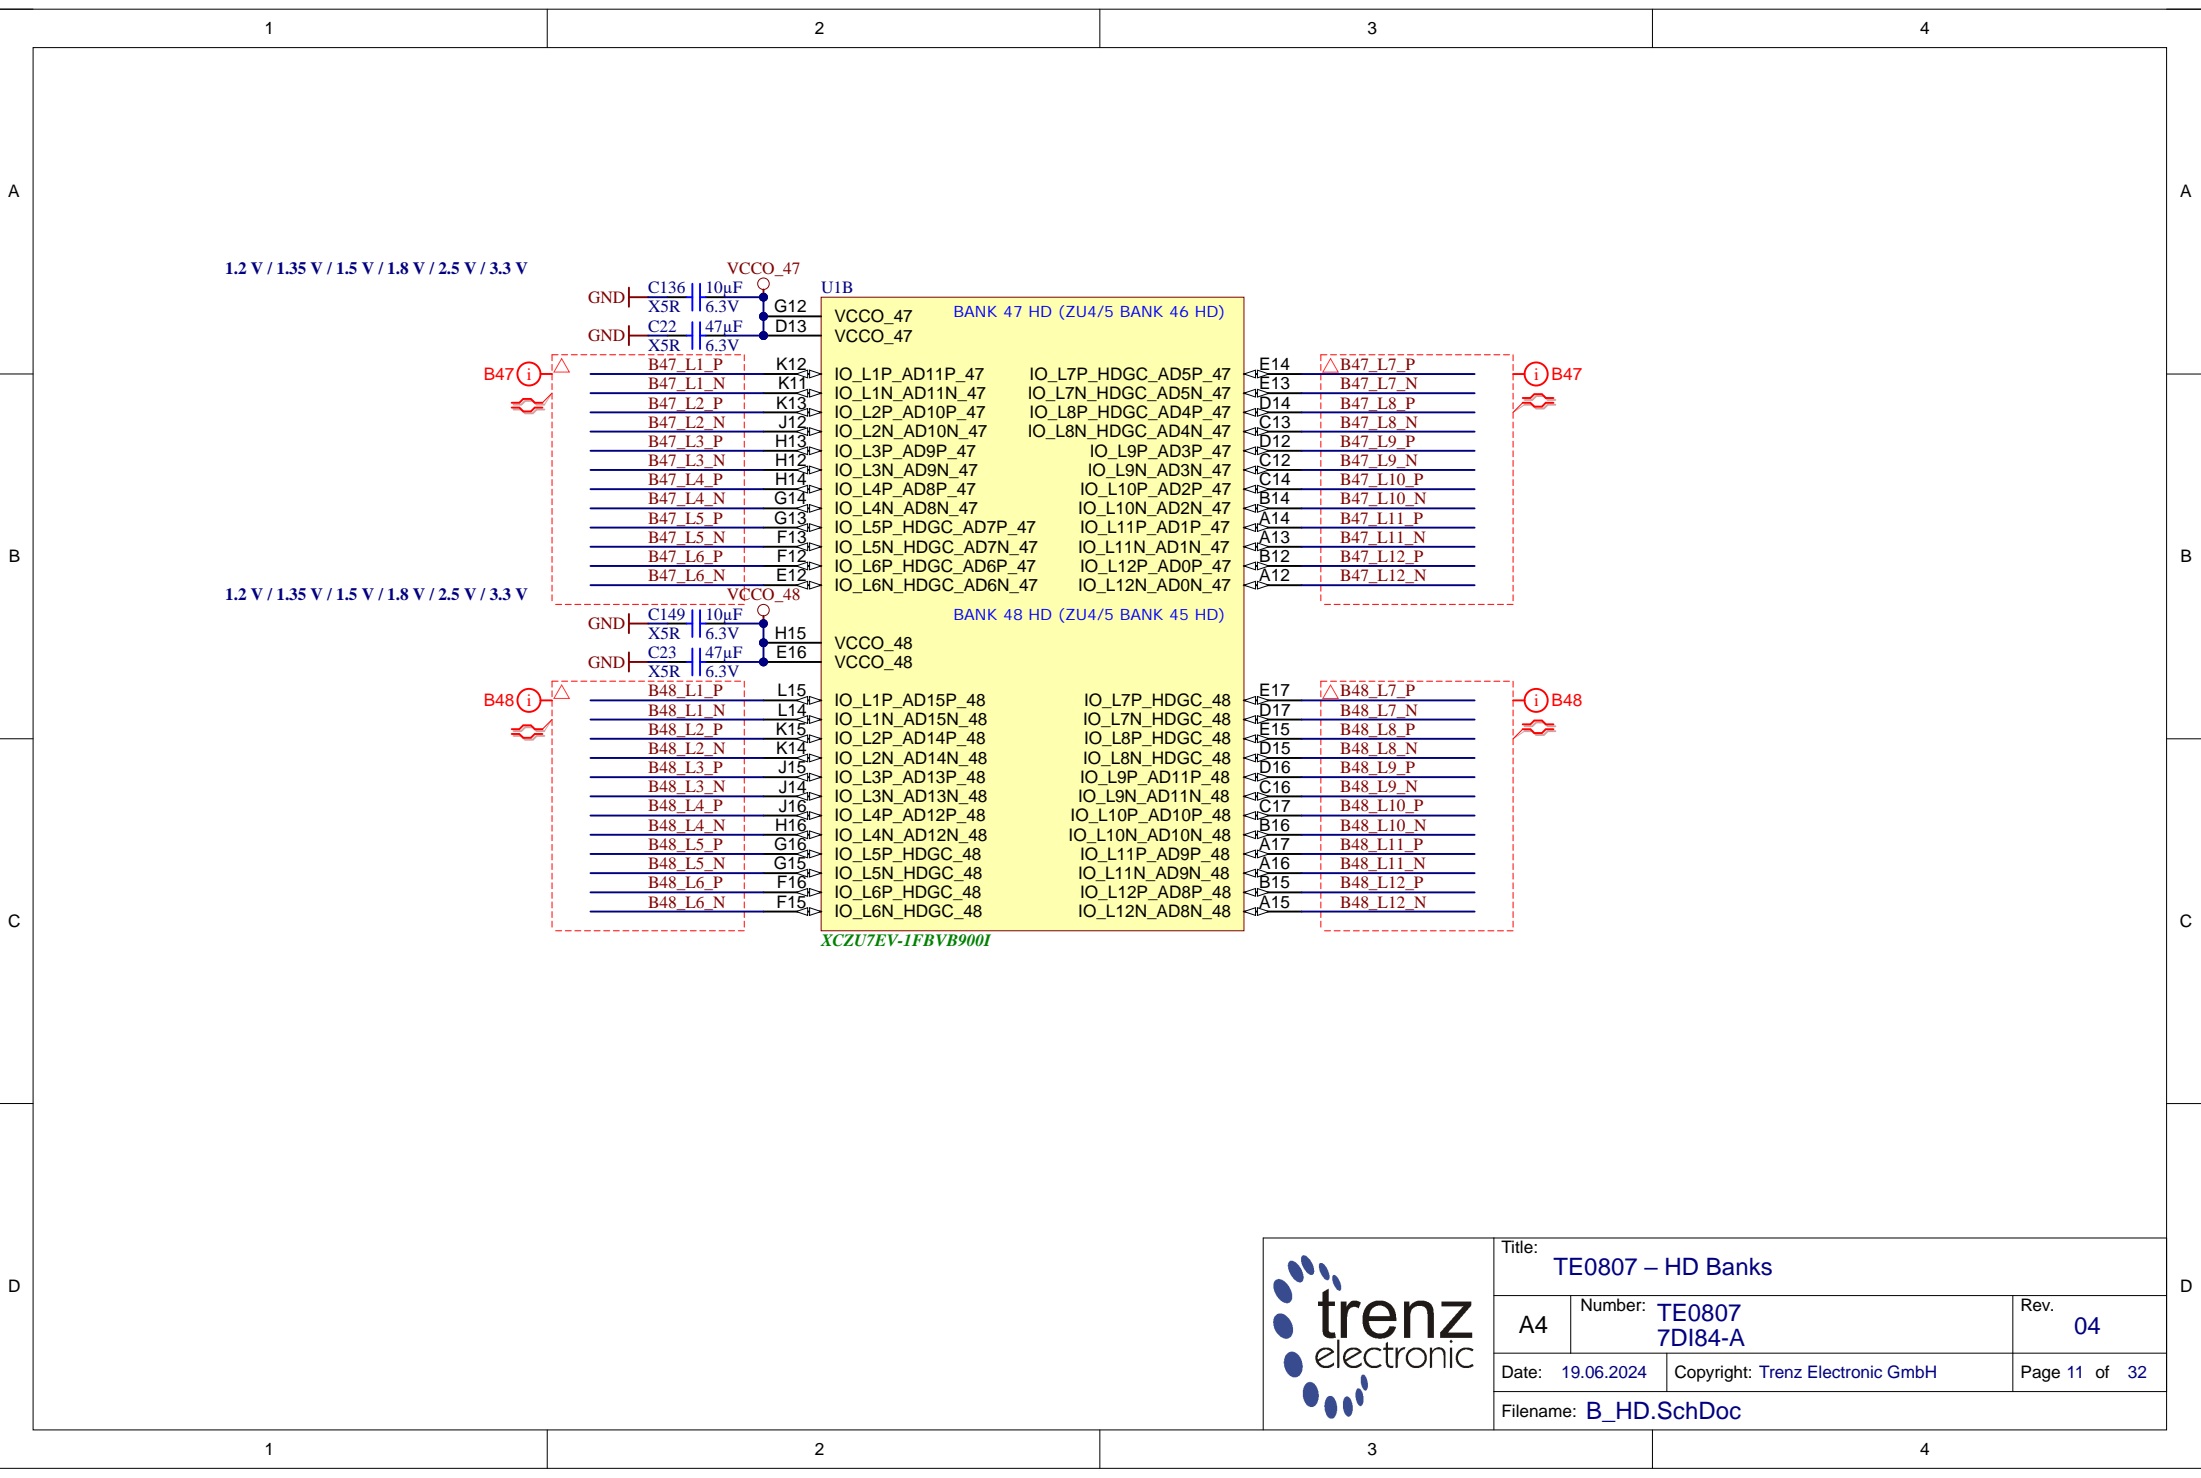 1 2 3 4
A A
B B
C C
D D
1.2 V / 1.35 V / 1.5 V / 1.8 V / 2.5 V / 3.3 V
VCCO_47
GND C136 10µF
X5R 6.3V
GND C22 47µF
X5R 6.3V
U1B
BANK 47 HD (ZU4/5 BANK 46 HD)
G12 VCCO_47
D13 VCCO_47
B47
B47_L1_P K12 IO_L1P_AD11P_47
B47_L1_N K11 IO_L1N_AD11N_47
B47_L2_P K13 IO_L2P_AD10P_47
B47_L2_N J12 IO_L2N_AD10N_47
B47_L3_P H13 IO_L3P_AD9P_47
B47_L3_N H12 IO_L3N_AD9N_47
B47_L4_P H14 IO_L4P_AD8P_47
B47_L4_N G14 IO_L4N_AD8N_47
B47_L5_P G13 IO_L5P_HDGC_AD7P_47
B47_L5_N F13 IO_L5N_HDGC_AD7N_47
B47_L6_P F12 IO_L6P_HDGC_AD6P_47
B47_L6_N E12 IO_L6N_HDGC_AD6N_47
IO_L7P_HDGC_AD5P_47 E14 B47_L7_P
IO_L7N_HDGC_AD5N_47 E13 B47_L7_N
IO_L8P_HDGC_AD4P_47 D14 B47_L8_P
IO_L8N_HDGC_AD4N_47 C13 B47_L8_N
IO_L9P_AD3P_47 D12 B47_L9_P
IO_L9N_AD3N_47 C12 B47_L9_N
IO_L10P_AD2P_47 C14 B47_L10_P
IO_L10N_AD2N_47 B14 B47_L10_N
IO_L11P_AD1P_47 A14 B47_L11_P
IO_L11N_AD1N_47 A13 B47_L11_N
IO_L12P_AD0P_47 B12 B47_L12_P
IO_L12N_AD0N_47 A12 B47_L12_N
i B47
1.2 V / 1.35 V / 1.5 V / 1.8 V / 2.5 V / 3.3 V
VCCO_48
GND C149 10µF
X5R 6.3V
GND C23 47µF
X5R 6.3V
BANK 48 HD (ZU4/5 BANK 45 HD)
H15 VCCO_48
E16 VCCO_48
B48 i
B48_L1_P L15 IO_L1P_AD15P_48
B48_L1_N L14 IO_L1N_AD15N_48
B48_L2_P K15 IO_L2P_AD14P_48
B48_L2_N K14 IO_L2N_AD14N_48
B48_L3_P J15 IO_L3P_AD13P_48
B48_L3_N J14 IO_L3N_AD13N_48
B48_L4_P J16 IO_L4P_AD12P_48
B48_L4_N H16 IO_L4N_AD12N_48
B48_L5_P G16 IO_L5P_HDGC_48
B48_L5_N G15 IO_L5N_HDGC_48
B48_L6_P F16 IO_L6P_HDGC_48
B48_L6_N F15 IO_L6N_HDGC_48
IO_L7P_HDGC_48 E17 B48_L7_P
IO_L7N_HDGC_48 D17 B48_L7_N
IO_L8P_HDGC_48 E15 B48_L8_P
IO_L8N_HDGC_48 D15 B48_L8_N
IO_L9P_AD11P_48 D16 B48_L9_P
IO_L9N_AD11N_48 C16 B48_L9_N
IO_L10P_AD10P_48 C17 B48_L10_P
IO_L10N_AD10N_48 B16 B48_L10_N
IO_L11P_AD9P_48 A17 B48_L11_P
IO_L11N_AD9N_48 A16 B48_L11_N
IO_L12P_AD8P_48 B15 B48_L12_P
IO_L12N_AD8N_48 A15 B48_L12_N
i B48
XCZU7EV-1FBVB900I
trenz
electronic
Title:
TE0807 – HD Banks
A4 Number: TE0807
7DI84-A
Rev.
04
Date: 19.06.2024 Copyright: Trenz Electronic GmbH Page 11 of 32
Filename: B_HD.SchDoc
1 2 3 4